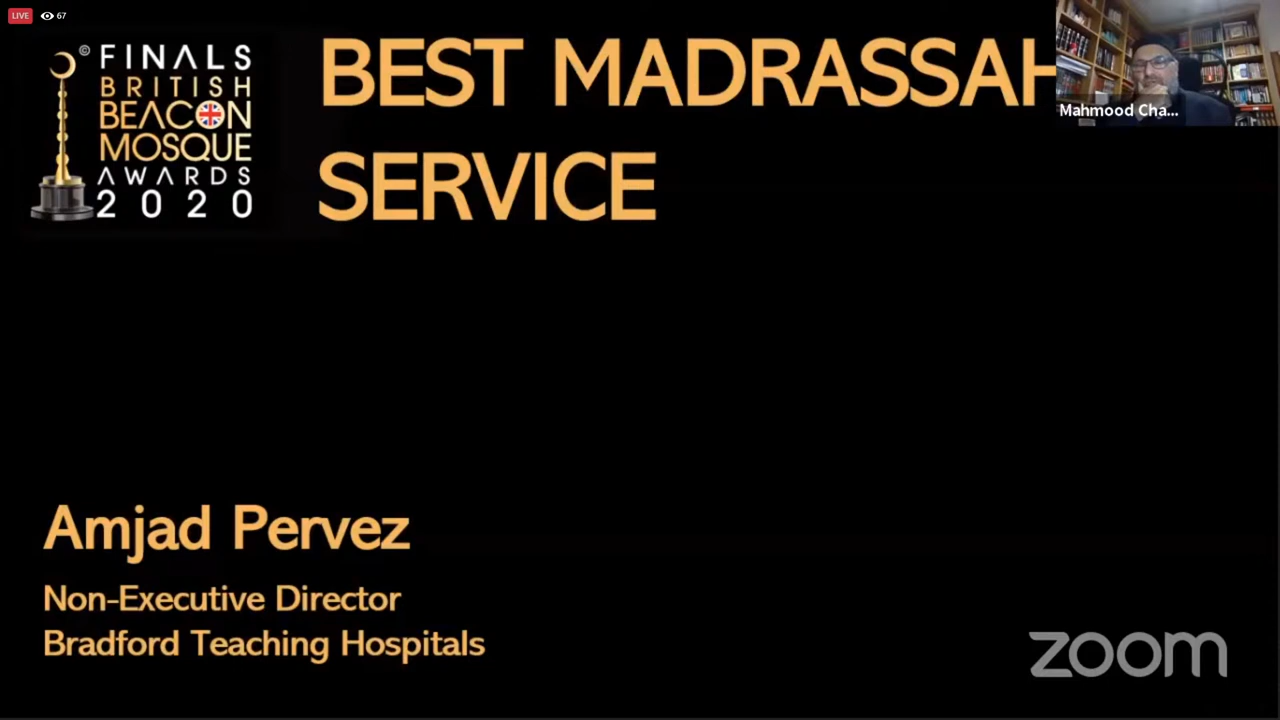 LIVE 67
© FINALS
BRITISH
BEACON
MOSQUE
AWARDS
2020
BEST MADRASSAH
SERVICE
Mahmood Cha...
Amjad Pervez
Non-Executive Director
Bradford Teaching Hospitals
zoom